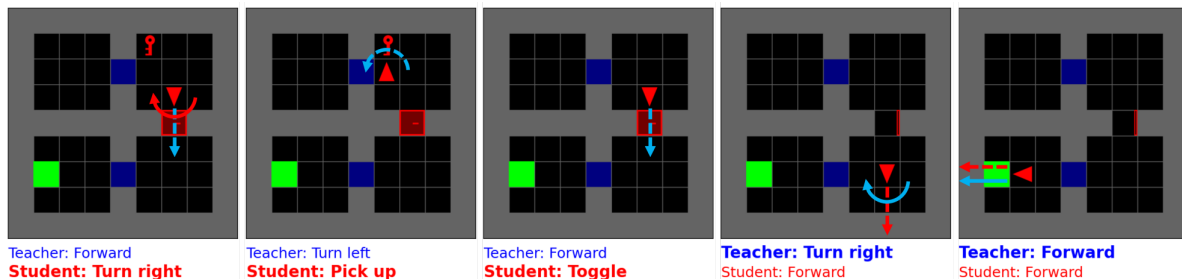 Teacher: Forward
Student: Turn right
Teacher: Turn left
Student: Pick up
Teacher: Forward
Student: Toggle
Teacher: Turn right
Student: Forward
Teacher: Forward
Student: Forward